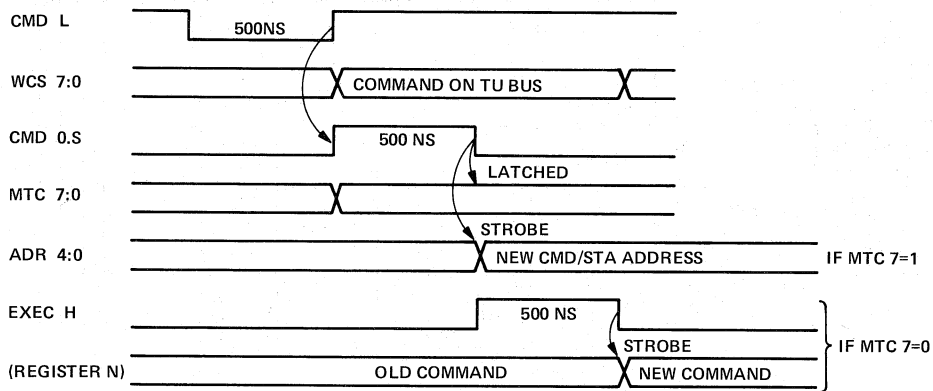 CMD L
500NS
WCS 7:0
COMMAND ON TU BUS
CMD 0.S
500 NS
LATCHED
MTC 7:0
STROBE
ADR 4:0
NEW CMD/STA ADDRESS
IF MTC 7=1
EXEC H
500 NS
STROBE
IF MTC 7=0
(REGISTER N)
OLD COMMAND
NEW COMMAND